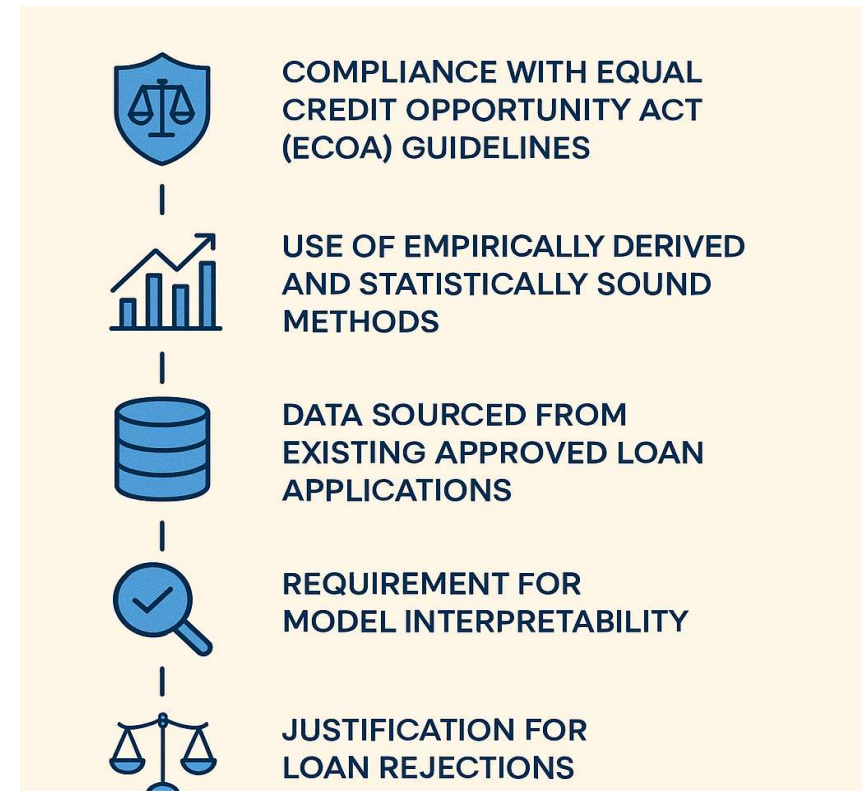 COMPLIANCE WITH EQUAL
CREDIT OPPORTUNITY ACT
(ECOA) GUIDELINES
USE OF EMPIRICALLY DERIVED
AND STATISTICALLY SOUND
METHODS
DATA SOURCED FROM
EXISTING APPROVED LOAN
APPLICATIONS
REQUIREMENT FOR
MODEL INTERPRETABILITY
JUSTIFICATION FOR
LOAN REJECTIONS